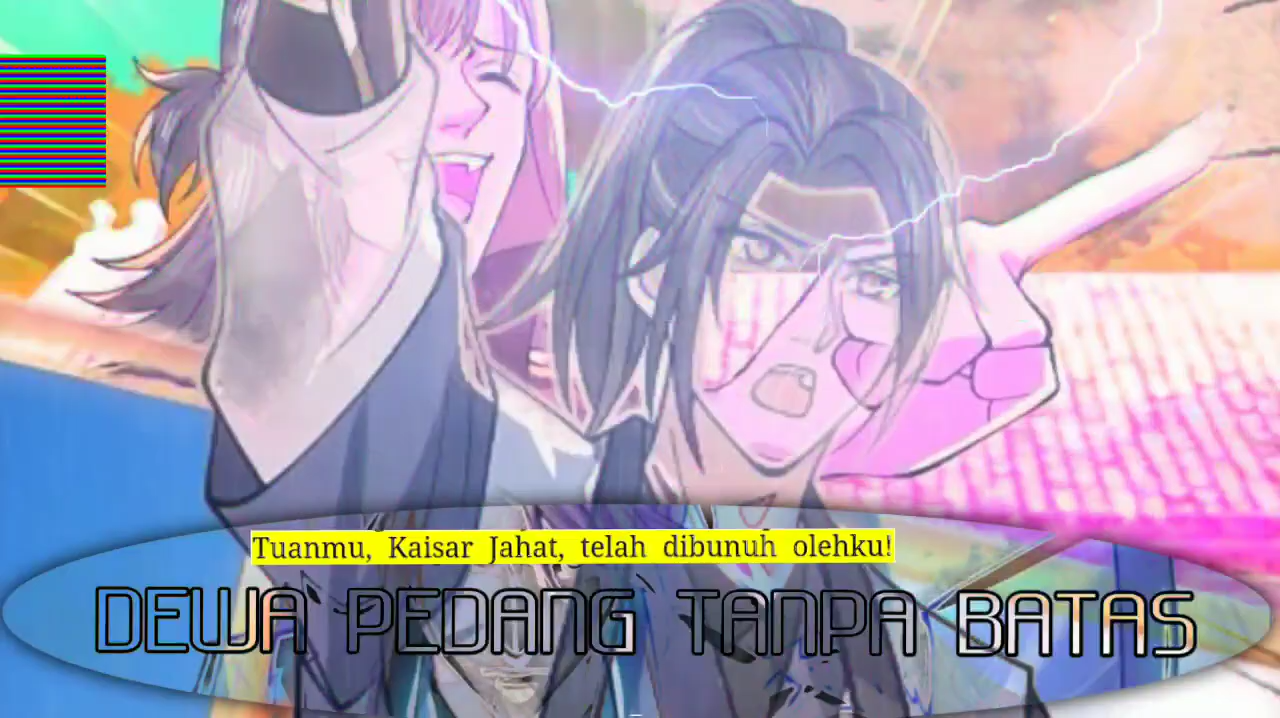 Tuanmu, Kaisar Jahat, telah dibunuh olehku!
DEWA PEDANG TANPA BATAS